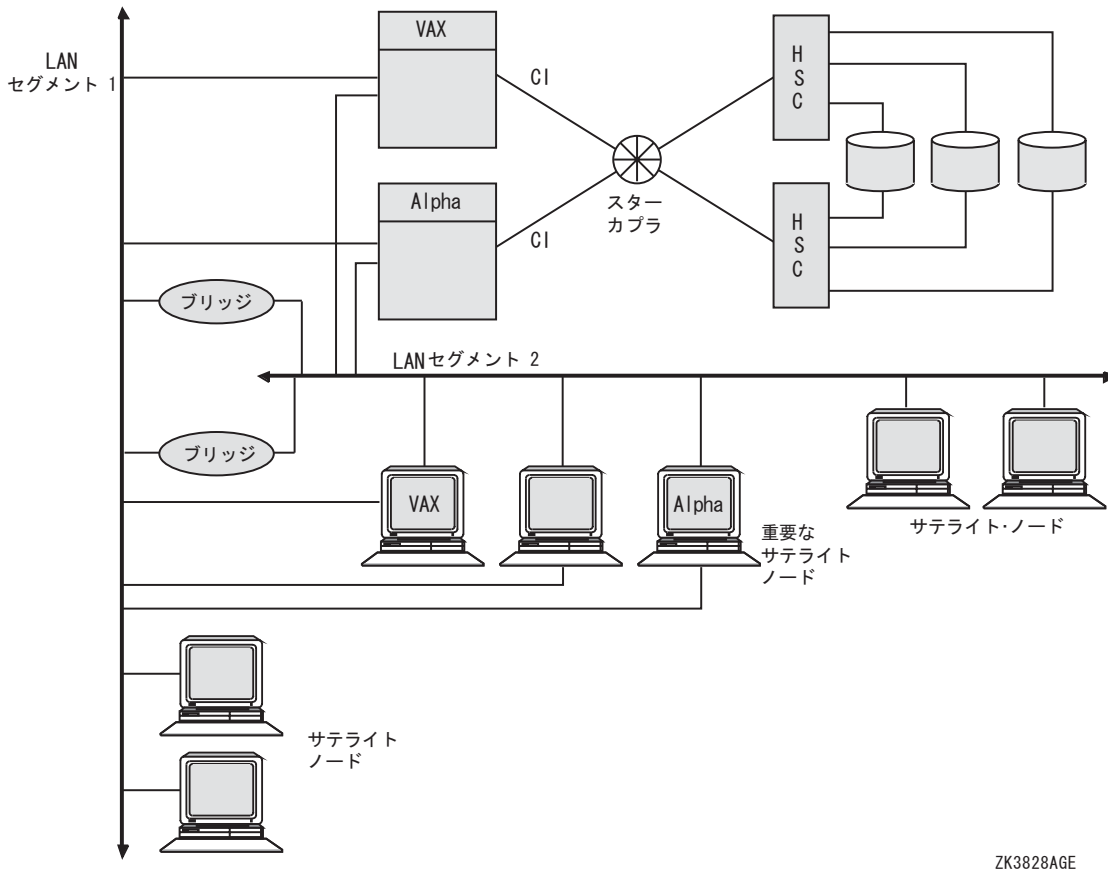 LAN
セグメント 1
VAX
CI
H
S
C
スター
カプラ
Alpha
CI
H
S
C
ブリッジ
LANセグメント 2
ブリッジ
VAX
Alpha
重要な
サテライト
ノード
サテライト・ノード
サテライト
ノード
ZK3828AGE